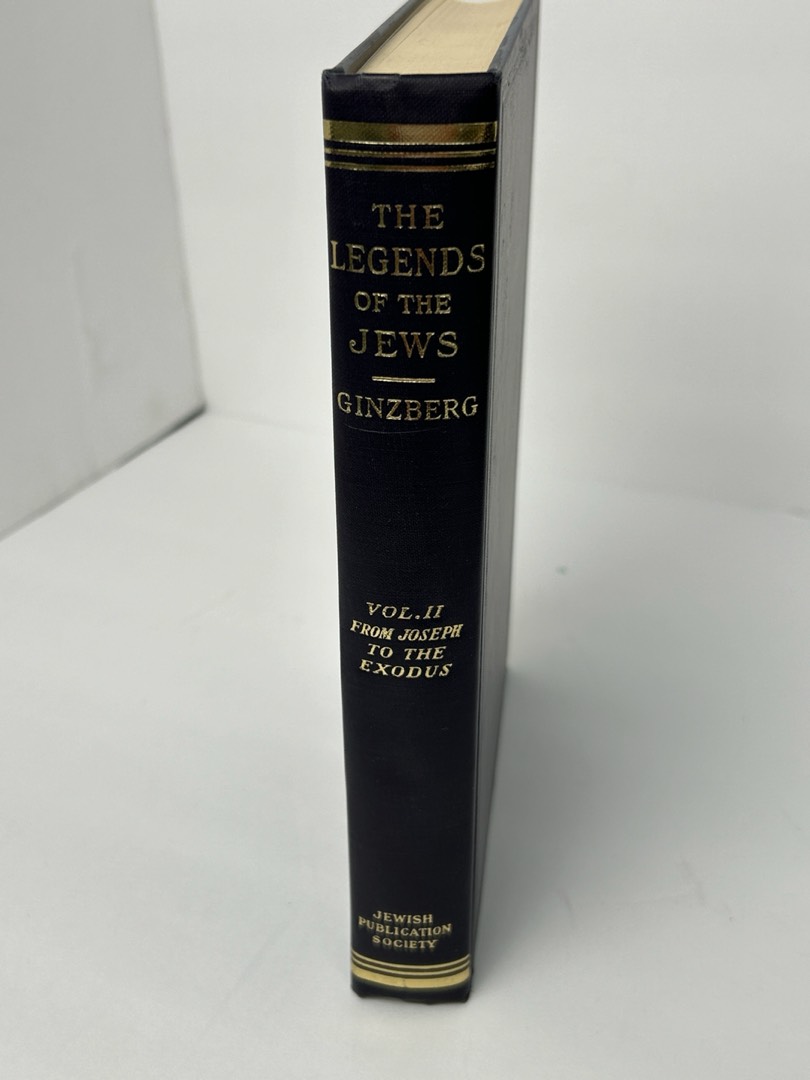 THE
LEGENDS
OF THE
JEWS
GINZBERG
VOL. II
FROM JOSEPH
TO THE
EXODUS
JEWISH
PUBLICATION
SOCIETY